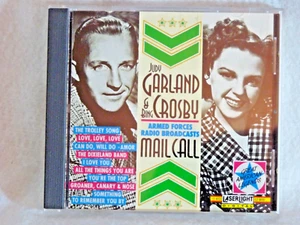 JUDY
GARLAND
& BING
CROSBY
ARMED FORCES
RADIO BROADCASTS
MAIL CALL
THE TROLLEY SONG
LOVE, LOVE, LOVE
CAN DO, WILL DO - AMOR
THE DIXIELAND BAND
I LOVE YOU
ALL THE THINGS YOU ARE
YOU'RE THE TOP
GROANER, CANARY & NOSE
SOMETHING
TO REMEMBER YOU BY
LASERLIGHT